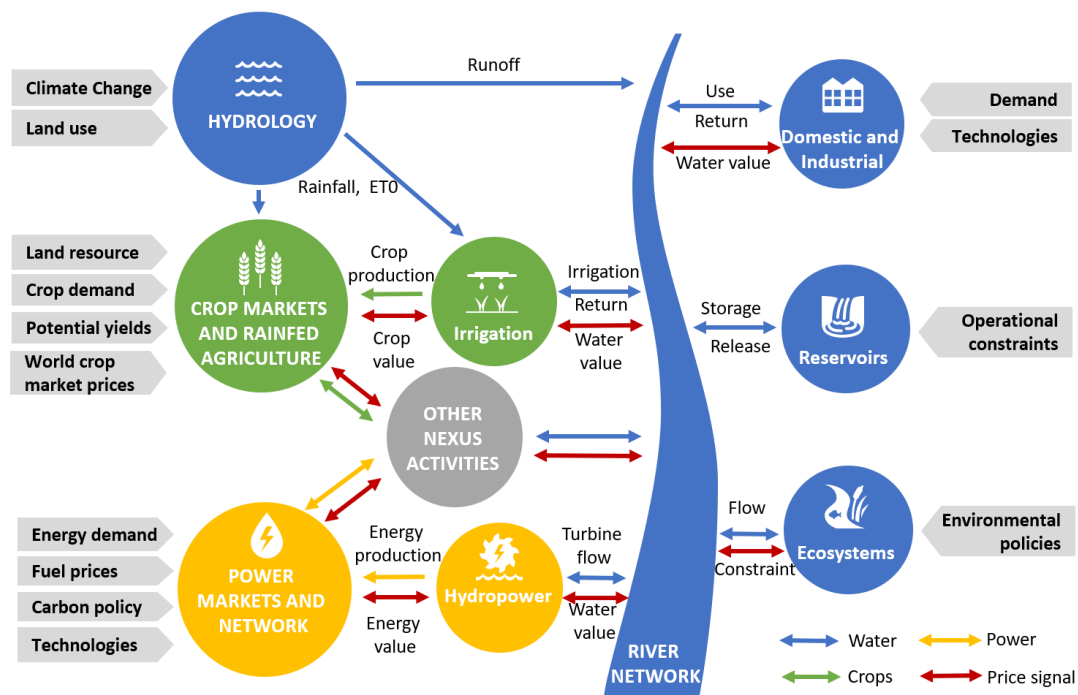 Climate Change
Land use
HYDROLOGY
Runoff
Rainfall, ET0
Use
Return
Water value
Domestic and
Industrial
Demand
Technologies
Land resource
Crop demand
Potential yields
World crop
market prices
CROP MARKETS
AND RAINFED
AGRICULTURE
Crop
production
Crop
value
Irrigation
Irrigation
Return
Water
value
Storage
Release
Reservoirs
Operational
constraints
OTHER
NEXUS
ACTIVITIES
Energy demand
Fuel prices
Carbon policy
Technologies
POWER
MARKETS AND
NETWORK
Energy
production
Energy
value
Hydropower
Turbine
flow
Water
value
Flow
Constraint
Ecosystems
Environmental
policies
RIVER
NETWORK
Water
Power
Crops
Price signal